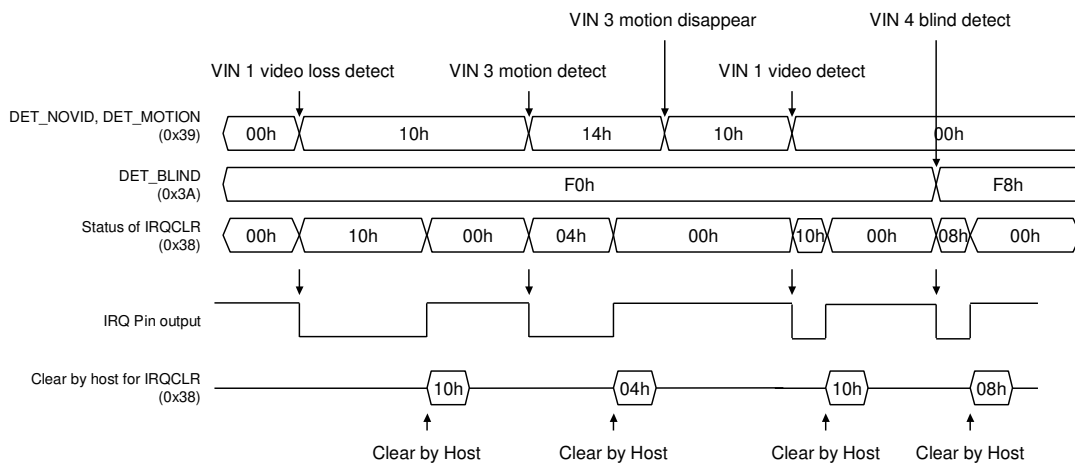 VIN 3 motion disappear
VIN 4 blind detect
VIN 1 video loss detect
VIN 3 motion detect
VIN 1 video detect
DET_NOVID, DET_MOTION
(0x39)
00h 10h 14h 10h 00h
DET_BLIND
(0x3A)
F0h F8h
Status of IRQCLR
(0x38)
00h 10h 00h 04h 00h 10h 00h 08h 00h
IRQ Pin output
Clear by host for IRQCLR
(0x38)
10h 04h 10h 08h
Clear by Host Clear by Host Clear by Host Clear by Host